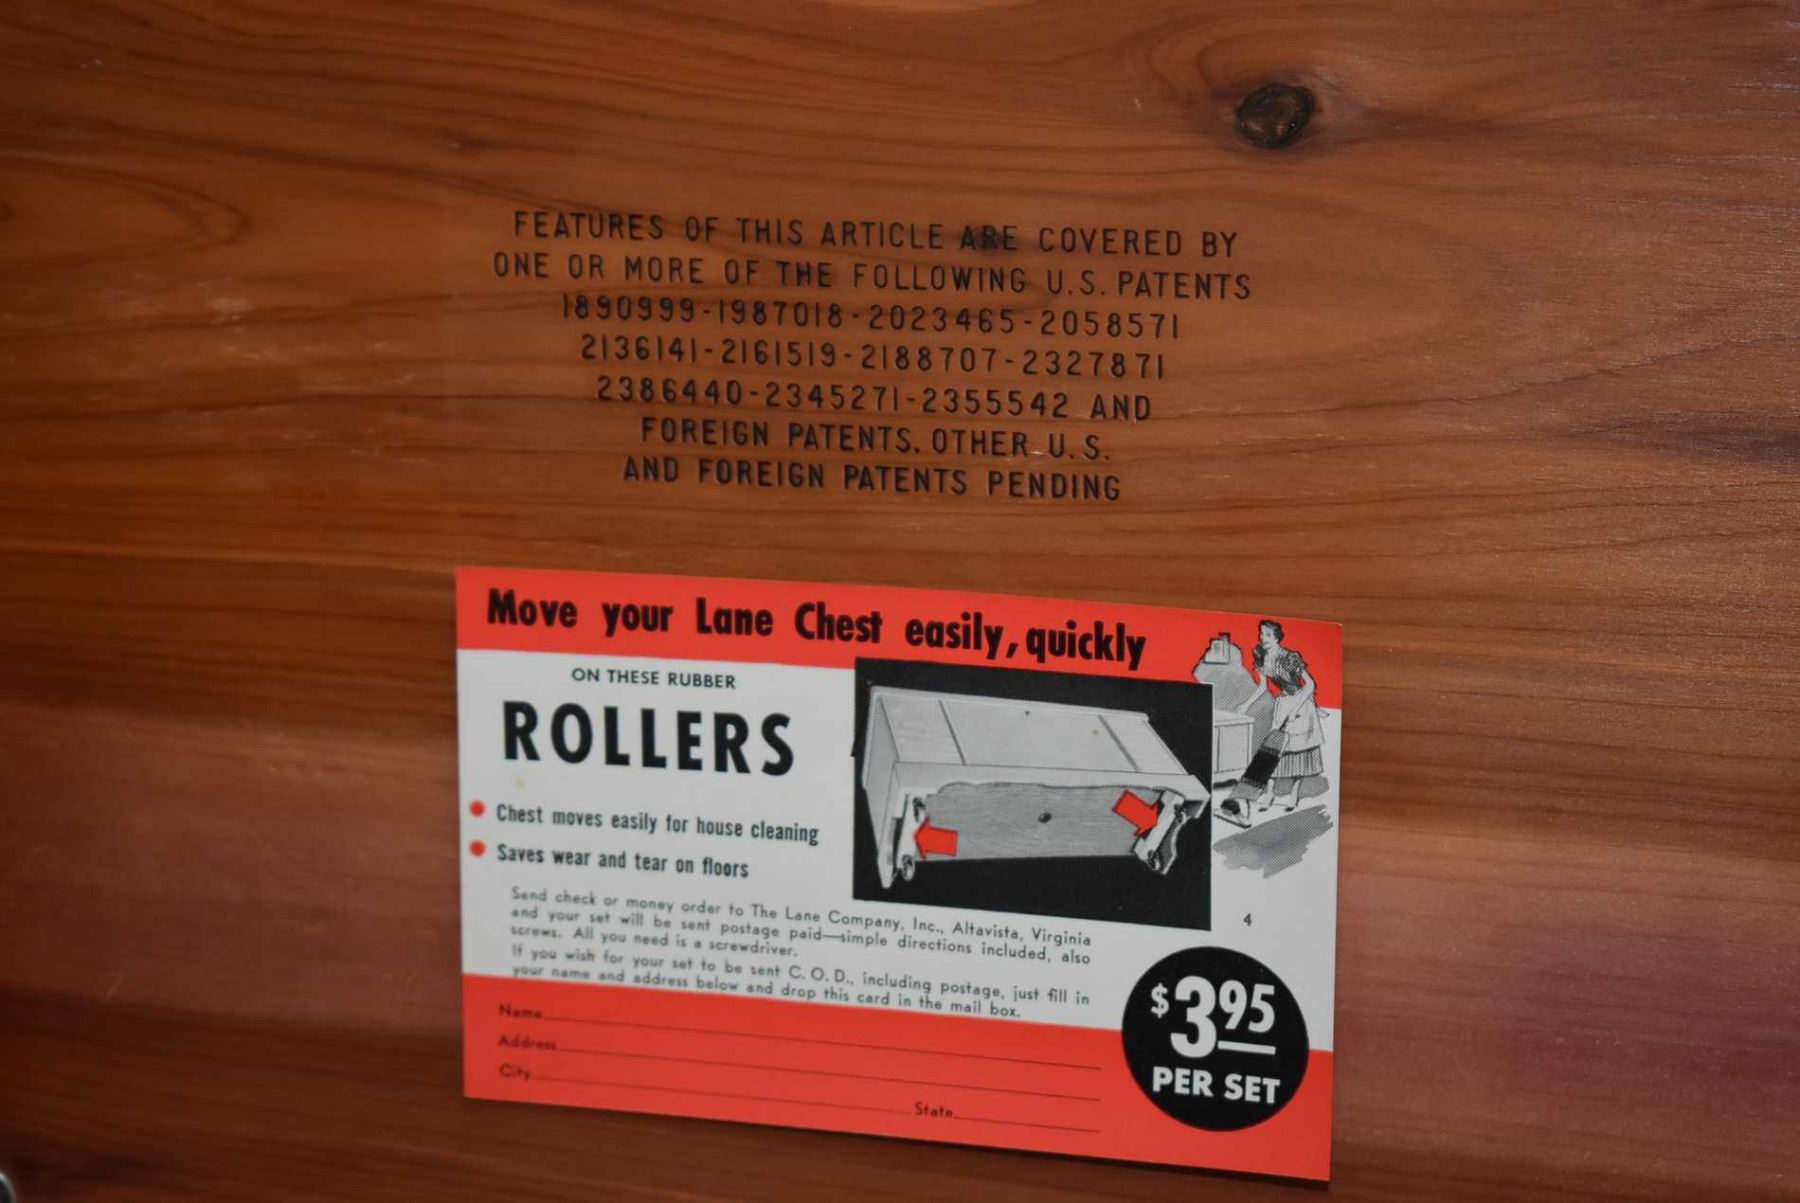 FEATURES OF THIS ARTICLE ARE COVERED BY
ONE OR MORE OF THE FOLLOWING U.S. PATENTS
1890999-1987018-2023465-2058571
2136141-2161519-2188707-2327871
2386440-2345271-2355542 AND
FOREIGN PATENTS. OTHER U.S.
AND FOREIGN PATENTS PENDING
Move your Lane Chest easily, quickly
ON THESE RUBBER
ROLLERS
Chest moves easily for house cleaning
Saves wear and tear on floors
Send check or money order to The Lane Company, Inc., Altavista, Virginia
and your set will be sent postage paid—simple directions included, also
screws. All you need is a screwdriver.
If you wish for your set to be sent C. O. D., including postage, just fill in
your name and address below and drop this card in the mail box.
4
$3.95
PER SET
Name
Address
City
State